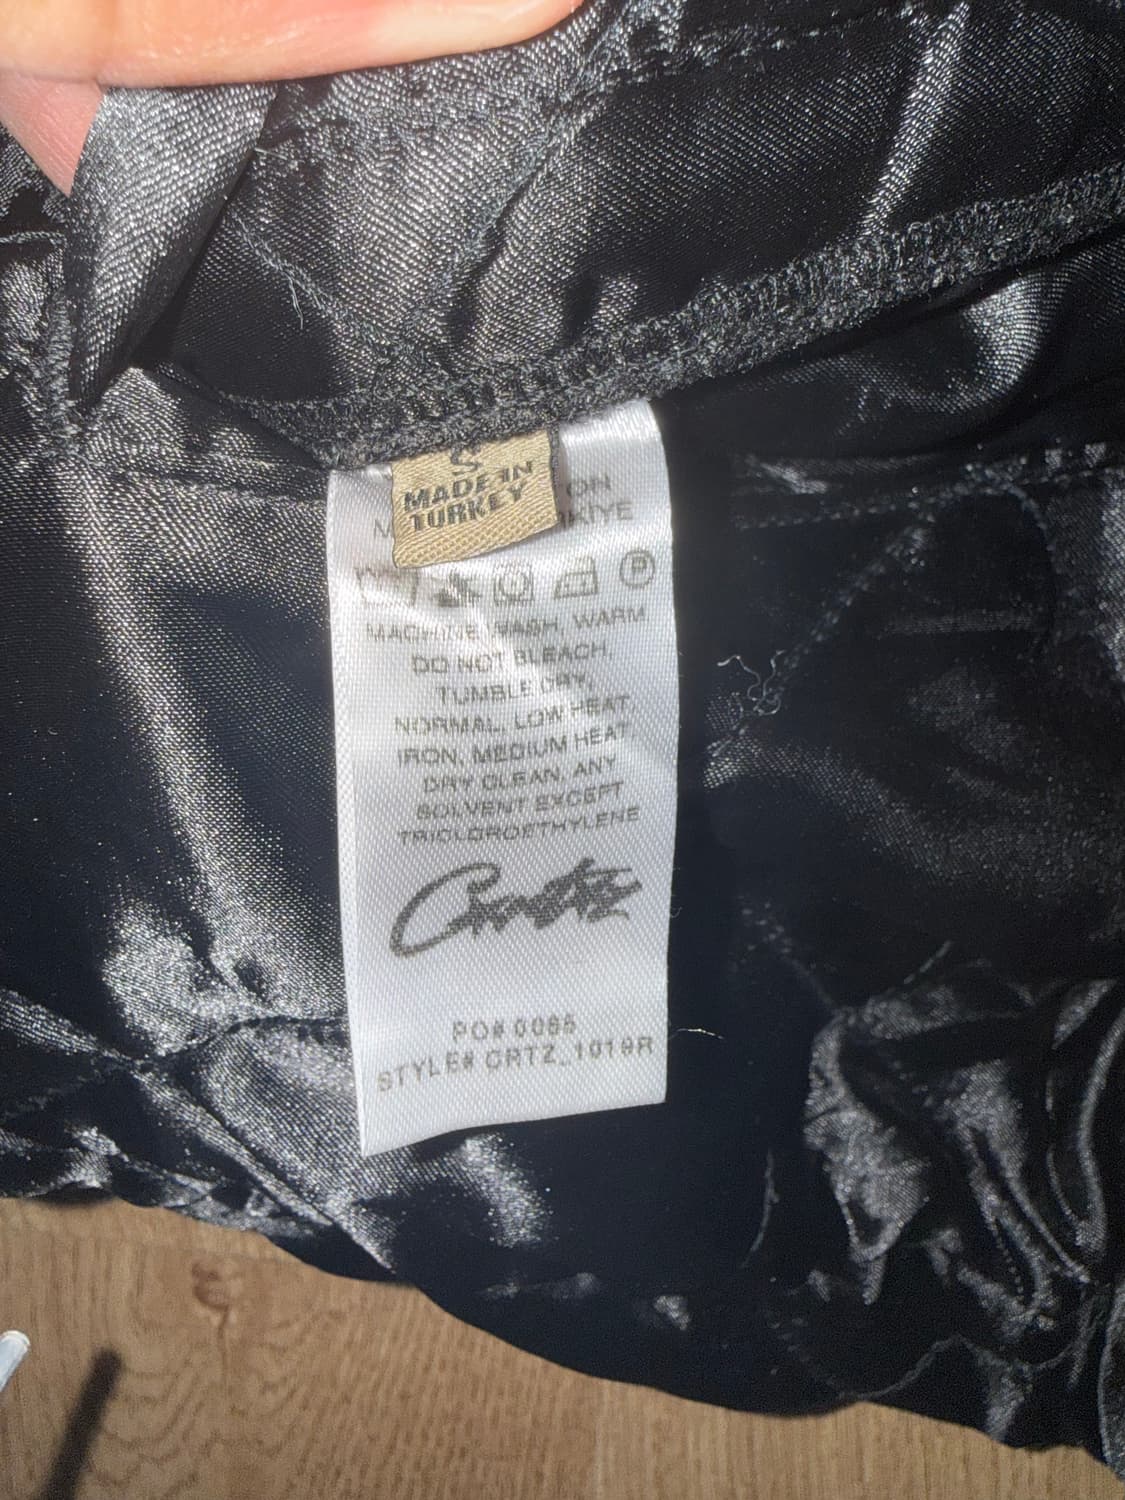 S
MADE IN
TURKEY
MACHINE WASH, WARM
DO NOT BLEACH,
TUMBLE DRY,
NORMAL, LOW HEAT,
IRON, MEDIUM HEAT,
DRY CLEAN, ANY
SOLVENT EXCEPT
TRICLOROETHYLENE
Corteiz
PO# 0065
STYLE# CRTZ_1019R